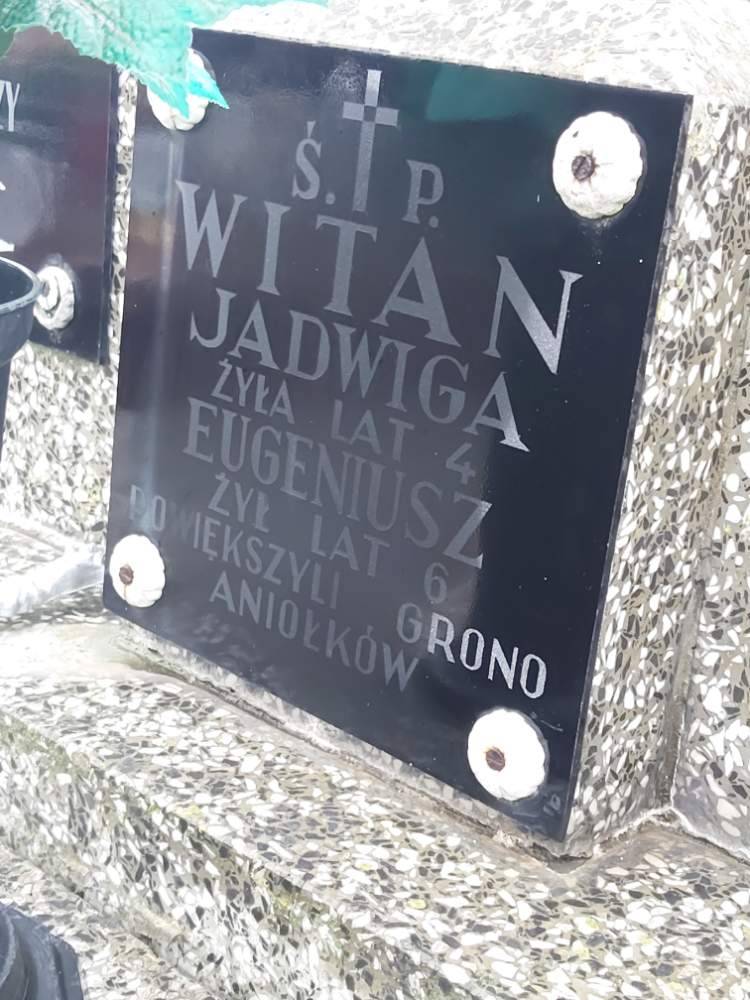 Ś. P.
WITAN
JADWIGA
ŻYŁA LAT 4
EUGENIUSZ
ŻYŁ LAT 6
POWIĘKSZYLI GRONO
ANIOŁKÓW